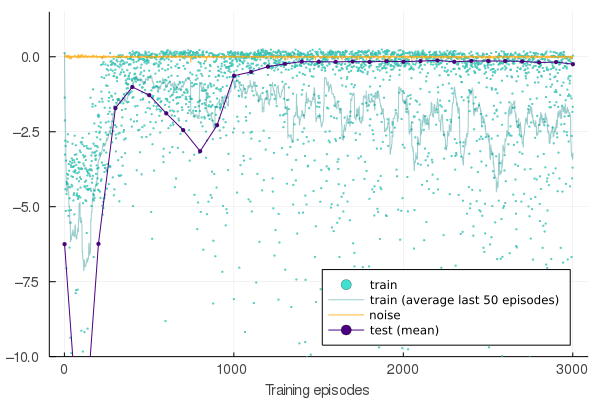 0.0
−2.5
−5.0
−7.5
−10.0
0
1000
2000
3000
Training episodes
train
train (average last 50 episodes)
noise
test (mean)